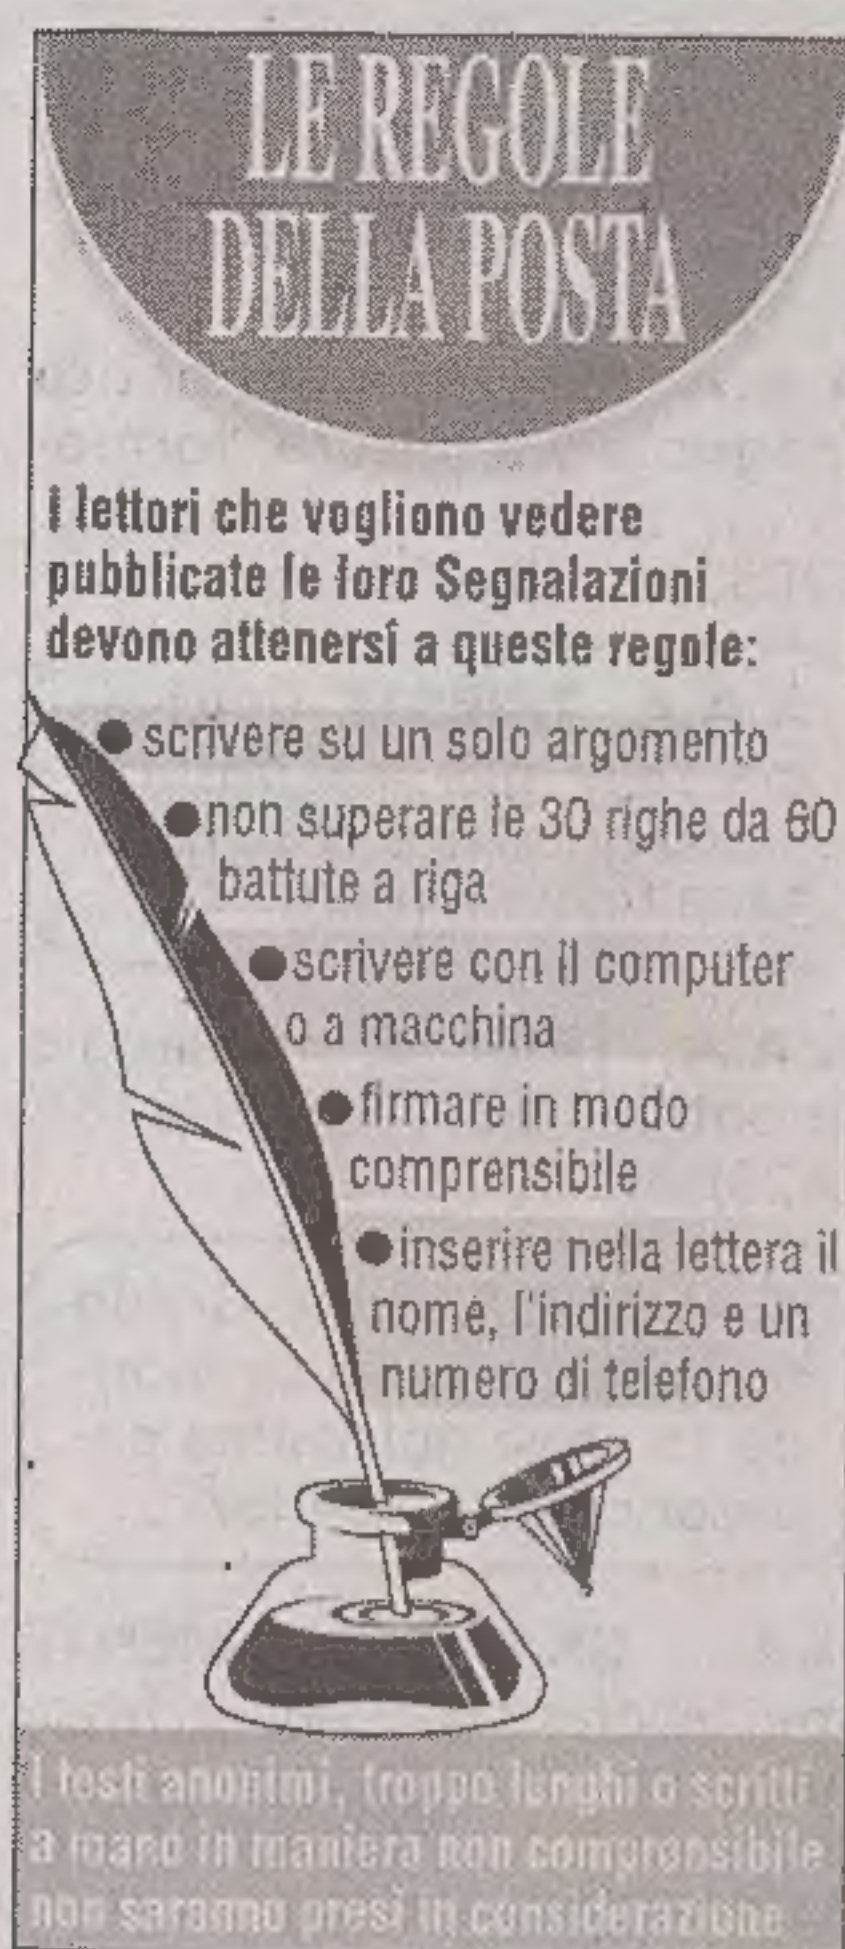 LE REGOLE
DELLA POSTA
I lettori che vogliono vedere
pubblicate le loro Segnalazioni
devono attenersi a queste regole:
● scrivere su un solo argomento
● non superare le 30 righe da 60
battute a riga
● scrivere con il computer
o a macchina
● firmare in modo
comprensibile
● inserire nella lettera il
nome, l'indirizzo e un
numero di telefono
I testi anonimi, troppo lunghi o scritti
a mano in maniera non comprensibile
non saranno presi in considerazione